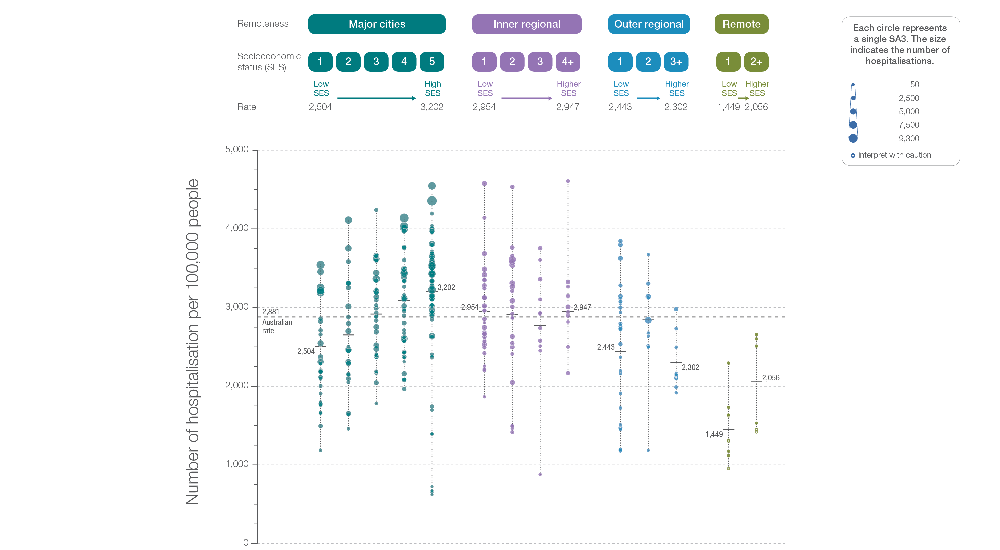 Remoteness
Major cities
Inner regional
Outer regional
Remote
Socioeconomic
status (SES)
1 2 3 4 5
1 2 3 4+
1 2 3+
1 2+
Low
SES
High
SES
Low
SES
Higher
SES
Low
SES
Higher
SES
Low
SES
Higher
SES
Rate
2,504
3,202
2,954
2,947
2,443
2,302
1,449
2,056
Each circle represents
a single SA3. The size
indicates the number of
hospitalisations.
50
2,500
5,000
7,500
9,300
interpret with caution
Number of hospitalisation per 100,000 people
5,000
4,000
3,000
2,000
1,000
0
2,881
Australian
rate
2,504
3,202
2,954
2,947
2,443
2,302
1,449
2,056